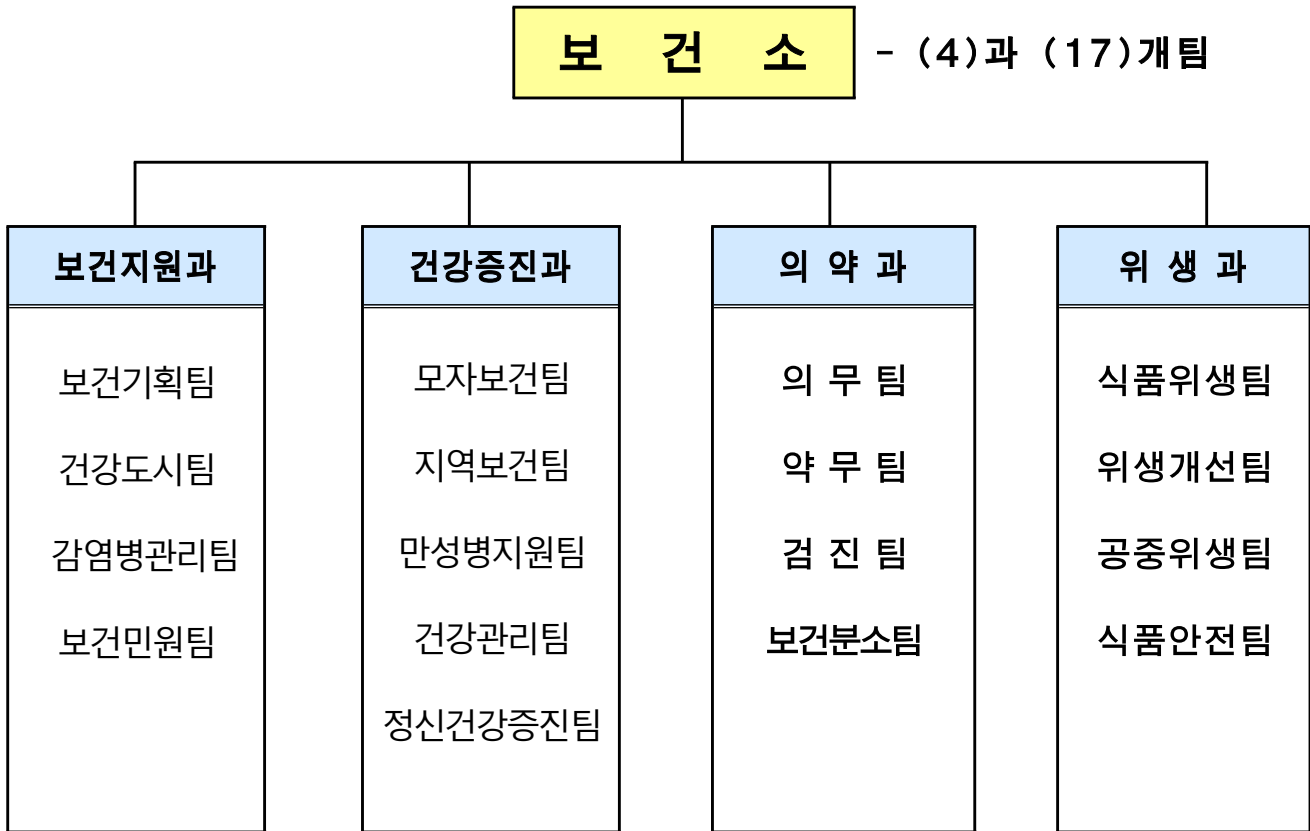 보 건 소 - (4)과 (17)개팀
보건지원과
보건기획팀
건강도시팀
감염병관리팀
보건민원팀
건강증진과
모자보건팀
지역보건팀
만성병지원팀
건강관리팀
정신건강증진팀
의 약 과
의 무 팀
약 무 팀
검 진 팀
보건분소팀
위 생 과
식품위생팀
위생개선팀
공중위생팀
식품안전팀